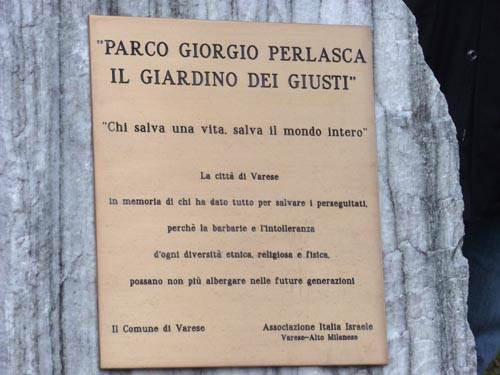 "PARCO GIORGIO PERLASCA
IL GIARDINO DEI GIUSTI"
"Chi salva una vita, salva il mondo intero"
La città di Varese
in memoria di chi ha dato tutto per salvare i perseguitati,
perchè la barbarie e l'intolleranza
d'ogni diversità etnica, religiosa e fisica,
possano non più albergare nelle future generazioni
Il Comune di Varese
Associazione Italia Israele
Varese-Alto Milanese